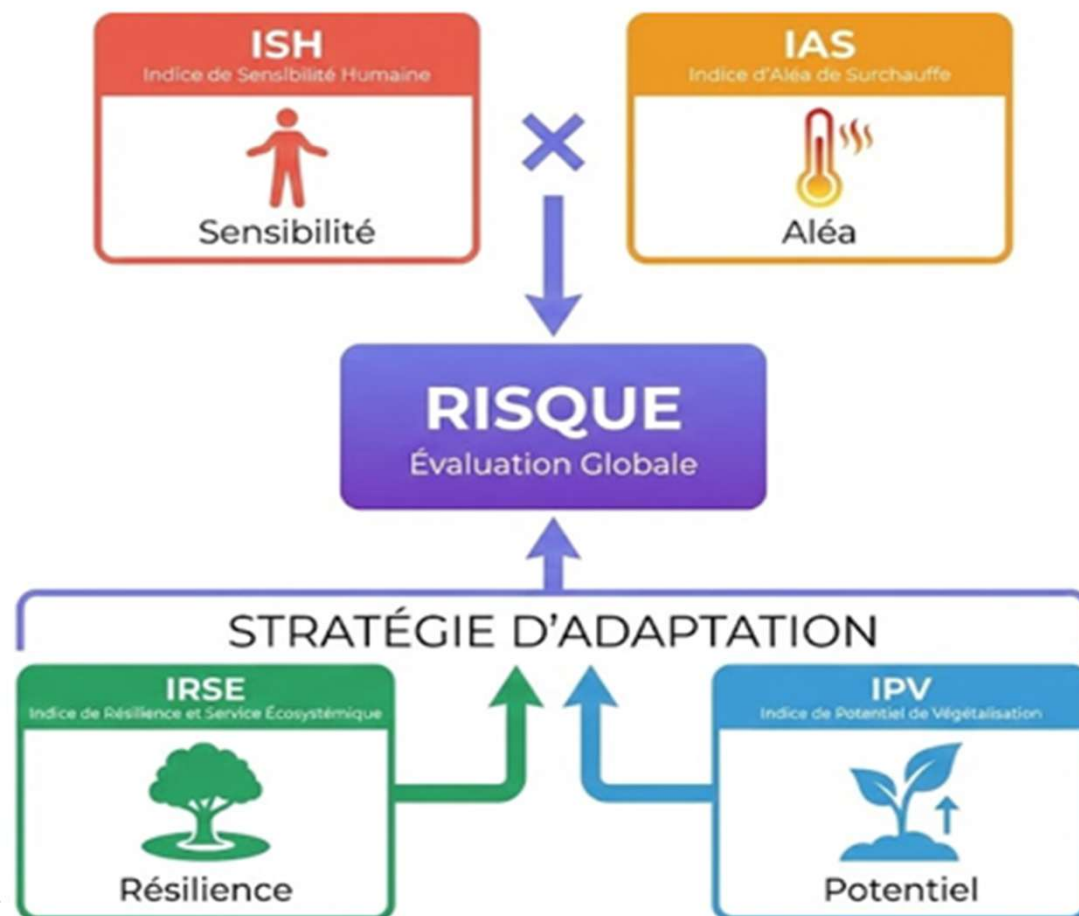 ISH
Indice de Sensibilité Humaine
Sensibilité
IAS
Indice d'Aléa de Surchauffe
Aléa
RISQUE
Évaluation Globale
STRATÉGIE D'ADAPTATION
IRSE
Indice de Résilience et Service Écosystémique
Résilience
IPV
Indice de Potentiel de Végétalisation
Potentiel